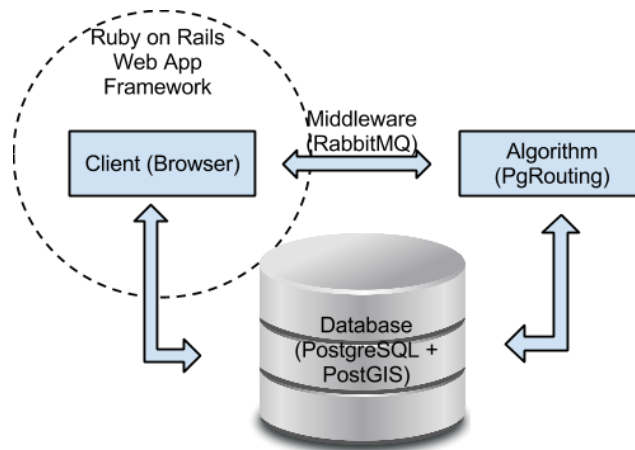 Ruby on Rails
Web App
Framework
Middleware
(RabbitMQ)
Client (Browser)
Algorithm
(PgRouting)
Database
(PostgreSQL +
PostGIS)